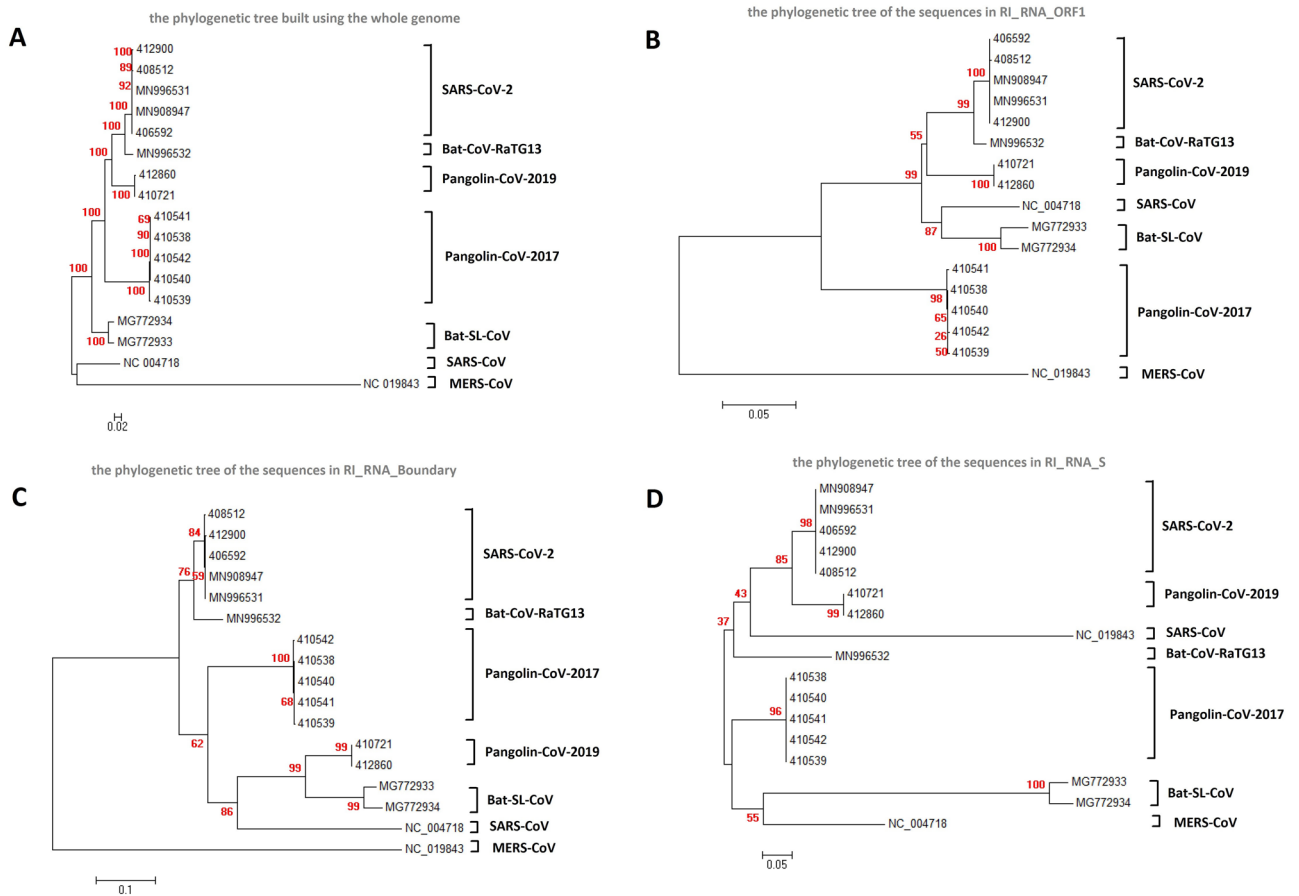 the phylogenetic tree built using the whole genome
A
100 412900
89 408512
92 MN996531
100 MN908947
100 406592
SARS-CoV-2
100 MN996532
Bat-CoV-RaTG13
412860
100 410721
Pangolin-CoV-2019
100
69 410541
90 410538
100 410542
410540
100 410539
Pangolin-CoV-2017
100
MG772934
100 MG772933
Bat-SL-CoV
NC 004718
SARS-CoV
NC 019843
MERS-CoV
0.02
the phylogenetic tree of the sequences in RI_RNA_ORF1
B
406592
408512
100 MN908947
MN996531
412900
SARS-CoV-2
99
MN996532
Bat-CoV-RaTG13
55
410721
100 412860
Pangolin-CoV-2019
99
NC_004718
SARS-CoV
87
MG772933
100 MG772934
Bat-SL-CoV
410541
410538
98 410540
65
26 410542
50 410539
Pangolin-CoV-2017
NC_019843
MERS-CoV
0.05
the phylogenetic tree of the sequences in RI_RNA_Boundary
C
408512
84 412900
406592
76 59 MN908947
MN996531
SARS-CoV-2
MN996532
Bat-CoV-RaTG13
410542
100 410538
410540
68 410541
410539
Pangolin-CoV-2017
62
99 410721
412860
Pangolin-CoV-2019
99
MG772933
99 MG772934
Bat-SL-CoV
86
NC_004718
SARS-CoV
NC_019843
MERS-CoV
0.1
the phylogenetic tree of the sequences in RI_RNA_S
D
MN908947
MN996531
98 406592
412900
408512
SARS-CoV-2
85
410721
99 412860
Pangolin-CoV-2019
43
NC_019843
SARS-CoV
37
MN996532
Bat-CoV-RaTG13
410538
410540
96 410541
410542
410539
Pangolin-CoV-2017
MG772933
100
MG772934
Bat-SL-CoV
55
NC_004718
MERS-CoV
0.05